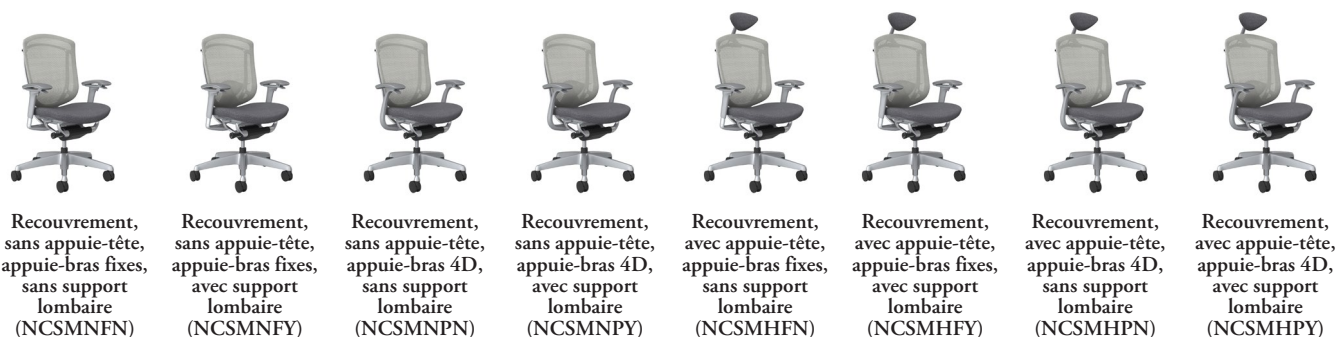 Recouvrement,
sans appuie-tête,
appuie-bras fixes,
sans support
lombaire
(NCSMNFN)
Recouvrement,
sans appuie-tête,
appuie-bras fixes,
avec support
lombaire
(NCSMNFY)
Recouvrement,
sans appuie-tête,
appuie-bras 4D,
sans support
lombaire
(NCSMNPN)
Recouvrement,
sans appuie-tête,
appuie-bras 4D,
avec support
lombaire
(NCSMNPY)
Recouvrement,
avec appuie-tête,
appuie-bras fixes,
sans support
lombaire
(NCSMHFN)
Recouvrement,
avec appuie-tête,
appuie-bras fixes,
avec support
lombaire
(NCSMHFY)
Recouvrement,
avec appuie-tête,
appuie-bras 4D,
sans support
lombaire
(NCSMHPN)
Recouvrement,
avec appuie-tête,
appuie-bras 4D,
avec support
lombaire
(NCSMHPY)